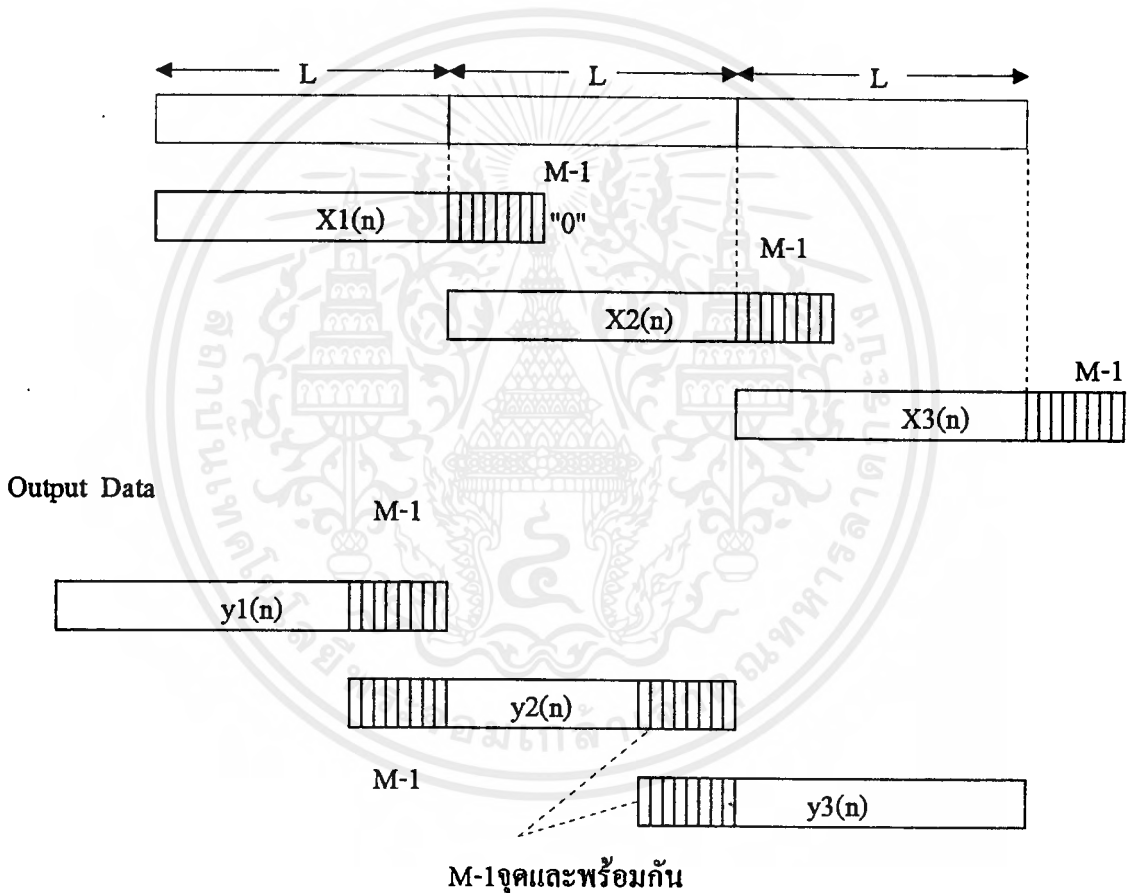 L L L
M-1
X1(n) "0"
M-1
X2(n)
M-1
X3(n)
Output Data
M-1
y1(n)
y2(n)
M-1
y3(n)
M-1จุดและพร้อมกัน